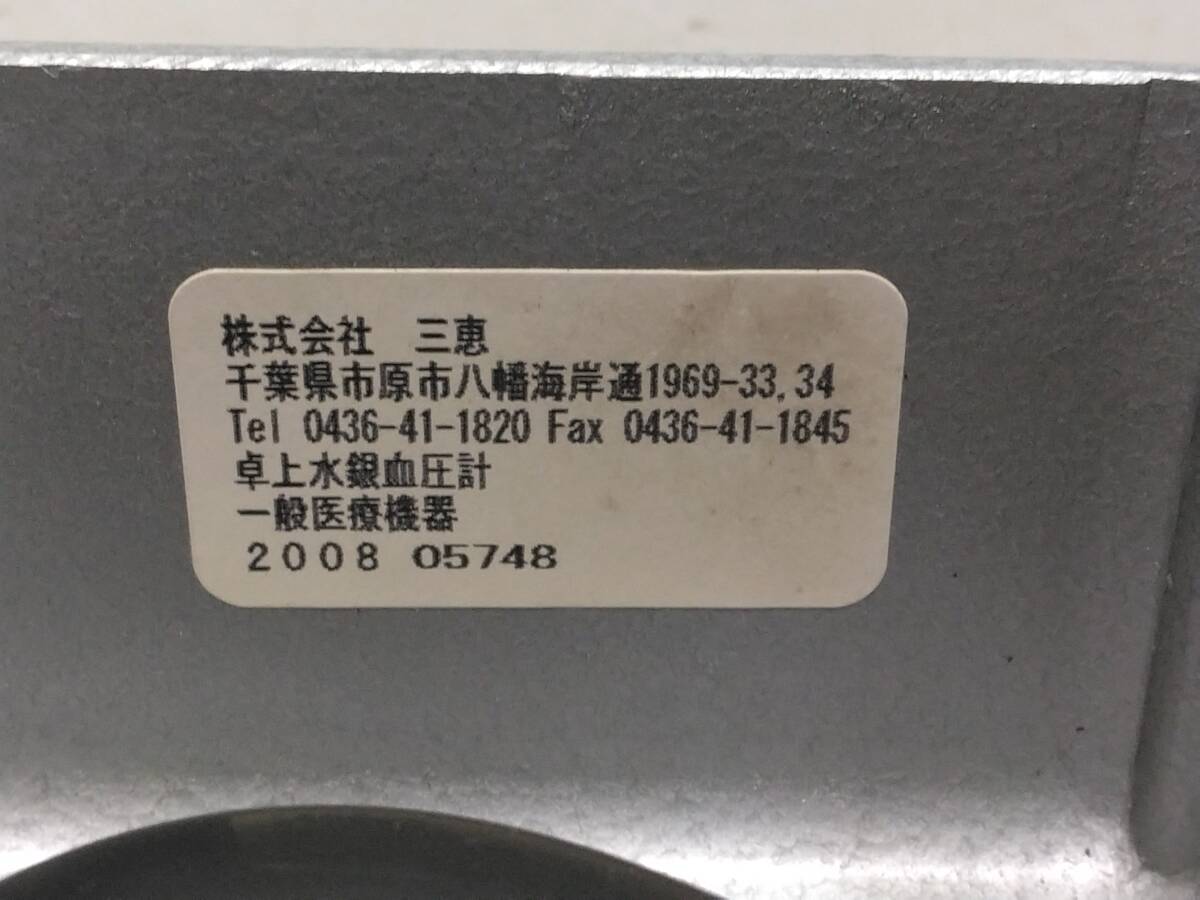 株式会社　三恵
千葉県市原市八幡海岸通1969-33,34
Tel 0436-41-1820 Fax 0436-41-1845
卓上水銀血圧計
一般医療機器
２００８ 05748